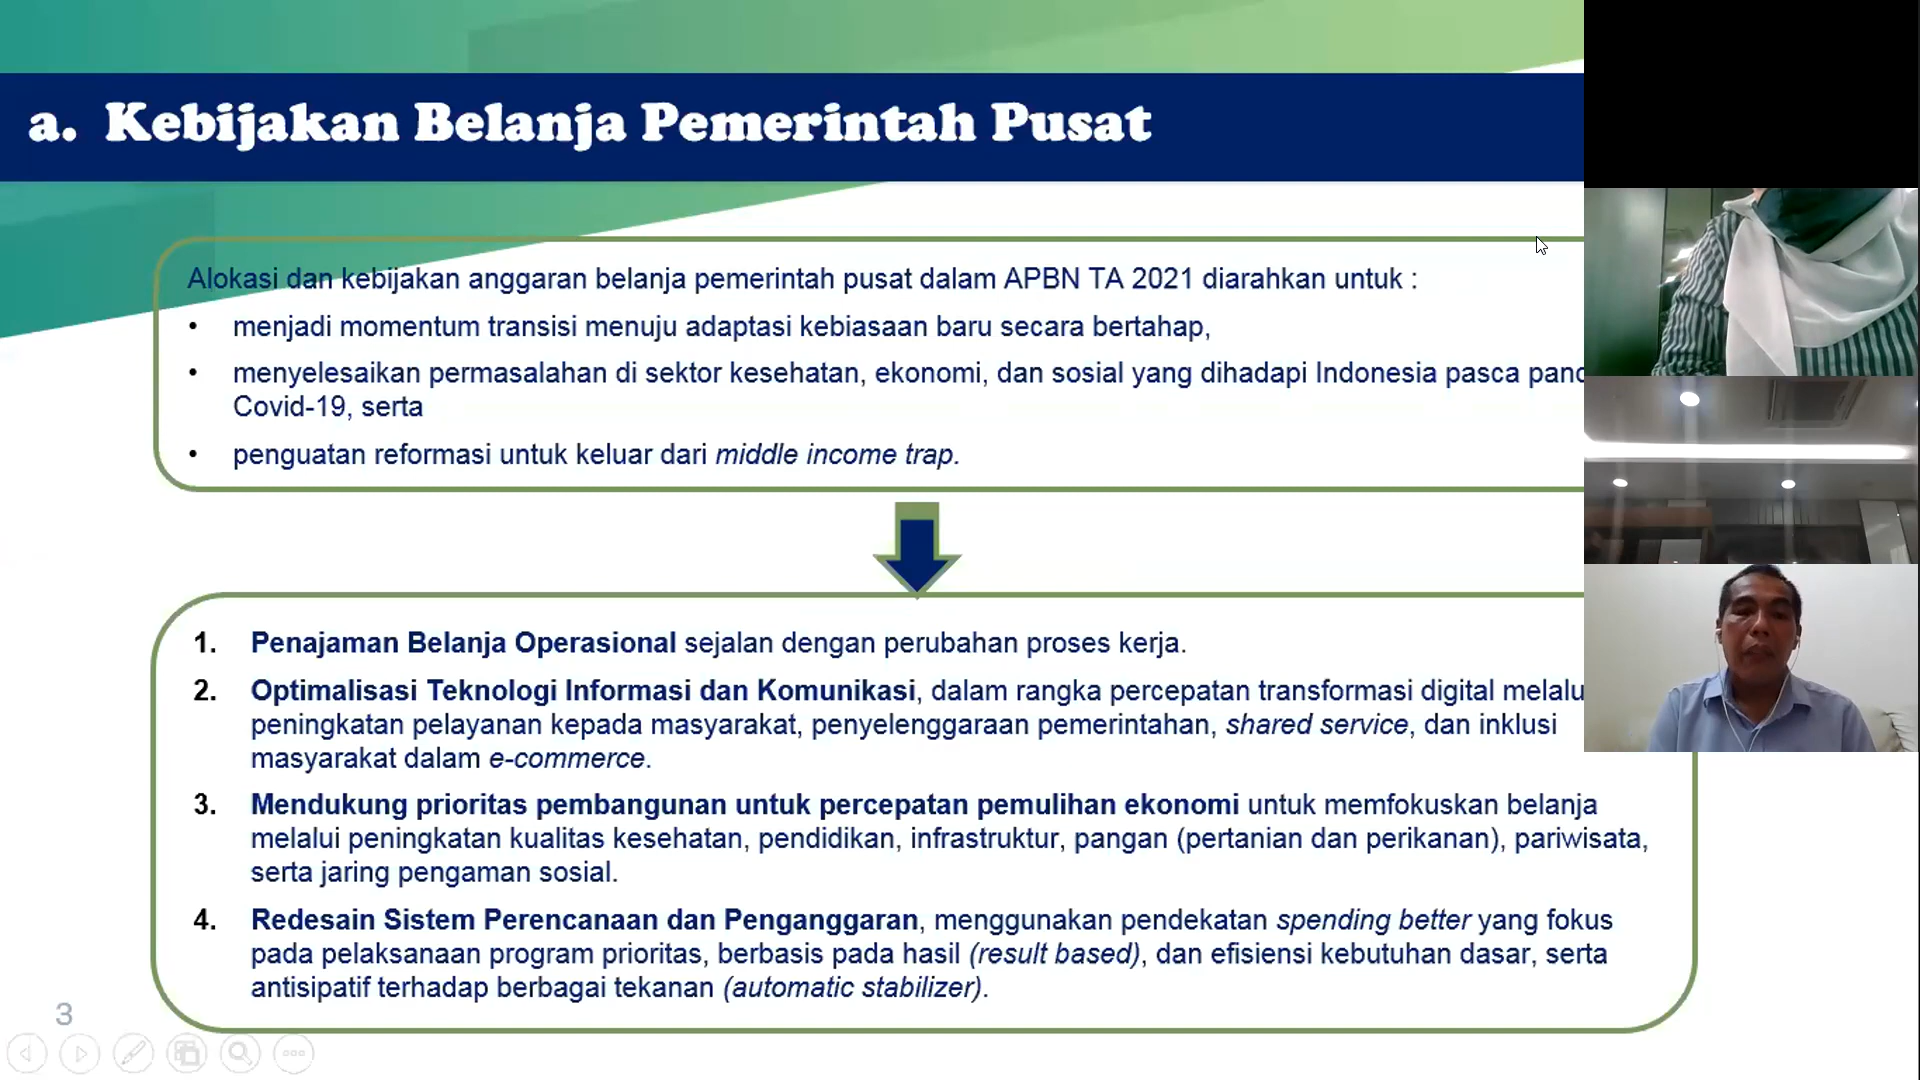 a. Kebijakan Belanja Pemerintah Pusat
Alokasi dan kebijakan anggaran belanja pemerintah pusat dalam APBN TA 2021 diarahkan untuk :
• menjadi momentum transisi menuju adaptasi kebiasaan baru secara bertahap,
• menyelesaikan permasalahan di sektor kesehatan, ekonomi, dan sosial yang dihadapi Indonesia pasca
Covid-19, serta
• penguatan reformasi untuk keluar dari middle income trap.
1. Penajaman Belanja Operasional sejalan dengan perubahan proses kerja.
2. Optimalisasi Teknologi Informasi dan Komunikasi, dalam rangka percepatan transformasi digital melalu
peningkatan pelayanan kepada masyarakat, penyelenggaraan pemerintahan, shared service, dan inklusi
masyarakat dalam e-commerce.
3. Mendukung prioritas pembangunan untuk percepatan pemulihan ekonomi untuk memfokuskan belanja
melalui peningkatan kualitas kesehatan, pendidikan, infrastruktur, pangan (pertanian dan perikanan), pariwisata,
serta jaring pengaman sosial.
4. Redesain Sistem Perencanaan dan Penganggaran, menggunakan pendekatan spending better yang fokus
pada pelaksanaan program prioritas, berbasis pada hasil (result based), dan efisiensi kebutuhan dasar, serta
antisipatif terhadap berbagai tekanan (automatic stabilizer).
3